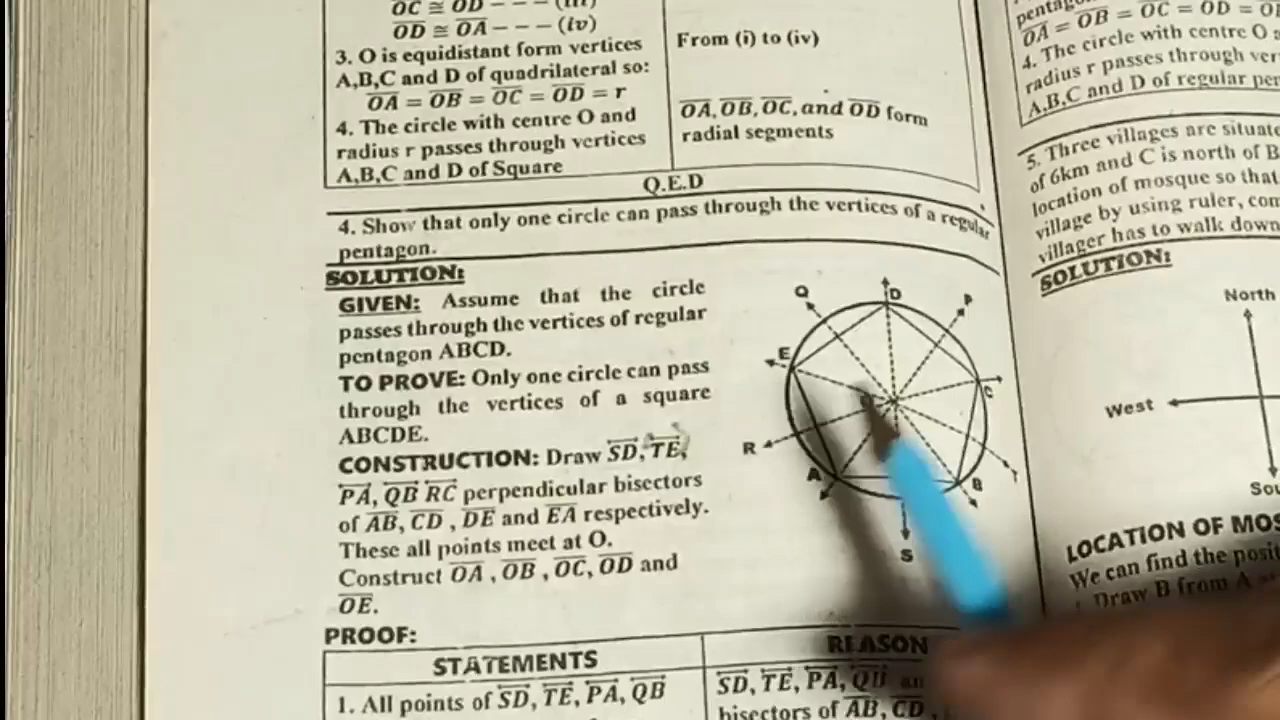 OC ≅ OD - - - (iii)
OD ≅ OA - - - (iv)
3. O is equidistant form vertices
A,B,C and D of quadrilateral so:
OA = OB = OC = OD = r
4. The circle with centre O and
radius r passes through vertices
A,B,C and D of Square
From (i) to (iv)
OA, OB, OC, and OD form
radial segments
Q.E.D
4. Show that only one circle can pass through the vertices of a regular
pentagon.
SOLUTION:
GIVEN: Assume that the circle
passes through the vertices of regular
pentagon ABCD.
TO PROVE: Only one circle can pass
through the vertices of a square
ABCDE.
CONSTRUCTION: Draw SD, TE,
PA, QB RC perpendicular bisectors
of AB, CD , DE and EA respectively.
These all points meet at O.
Construct OA , OB , OC, OD and
OE.
Q
D
P
E
C
R
A
B
T
S
PROOF:
STATEMENTS
REASON
1. All points of SD, TE, PA, QB
SD, TE, PA, QB an
bisectors of AB, CD
OA = OB = OC = OD =
4. The circle with centre O
radius r passes through ver
A,B,C and D of regular pe
5. Three villages are situate
of 6km and C is north of B
location of mosque so that
village by using ruler, com
villager has to walk down
SOLUTION:
North
West
Sou
LOCATION OF MOS
We can find the posit
Draw B from A